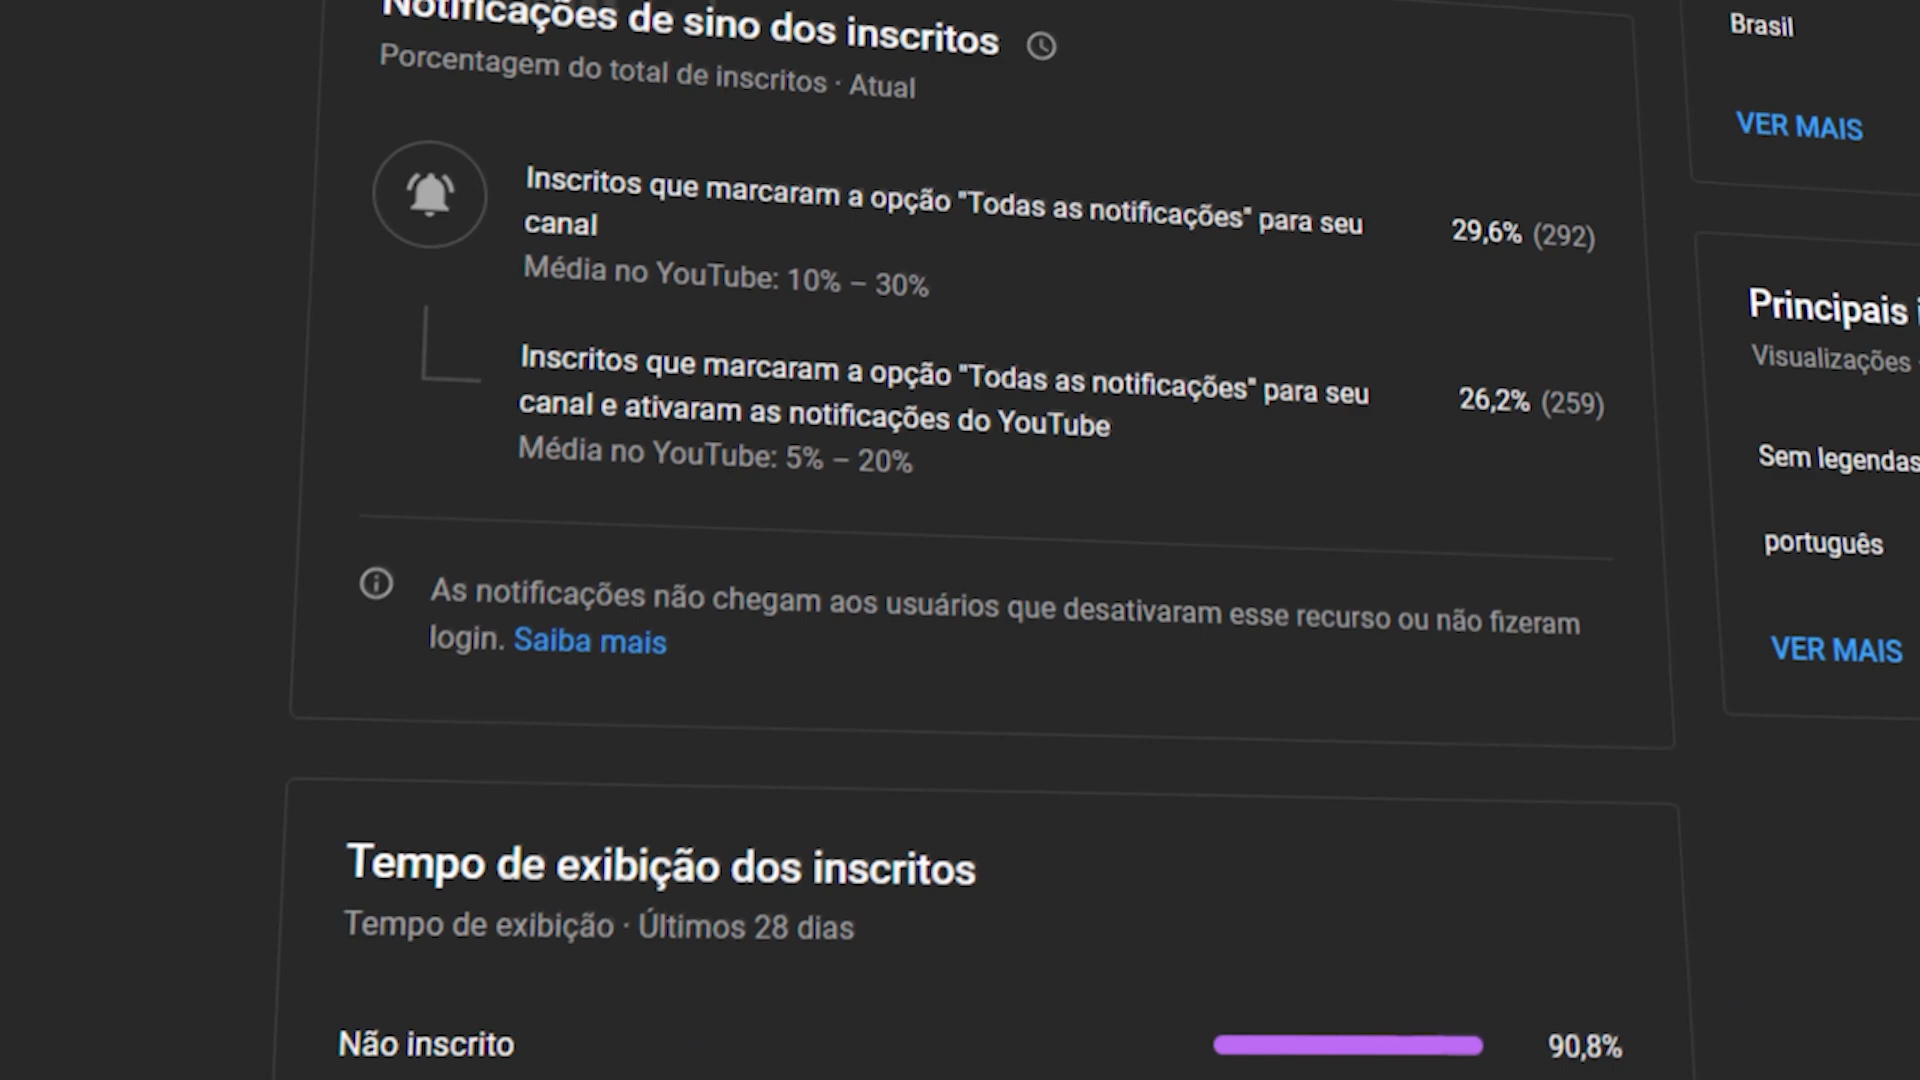 Notificações de sino dos inscritos
Porcentagem do total de inscritos · Atual
Inscritos que marcaram a opção "Todas as notificações" para seu
canal
29,6% (292)
Média no YouTube: 10% – 30%
Inscritos que marcaram a opção "Todas as notificações" para seu
canal e ativaram as notificações do YouTube
26,2% (259)
Média no YouTube: 5% – 20%
As notificações não chegam aos usuários que desativaram esse recurso ou não fizeram
login. Saiba mais
Tempo de exibição dos inscritos
Tempo de exibição · Últimos 28 dias
Não inscrito
90,8%
Brasil
VER MAIS
Principais
Visualizações
Sem legendas
português
VER MAIS